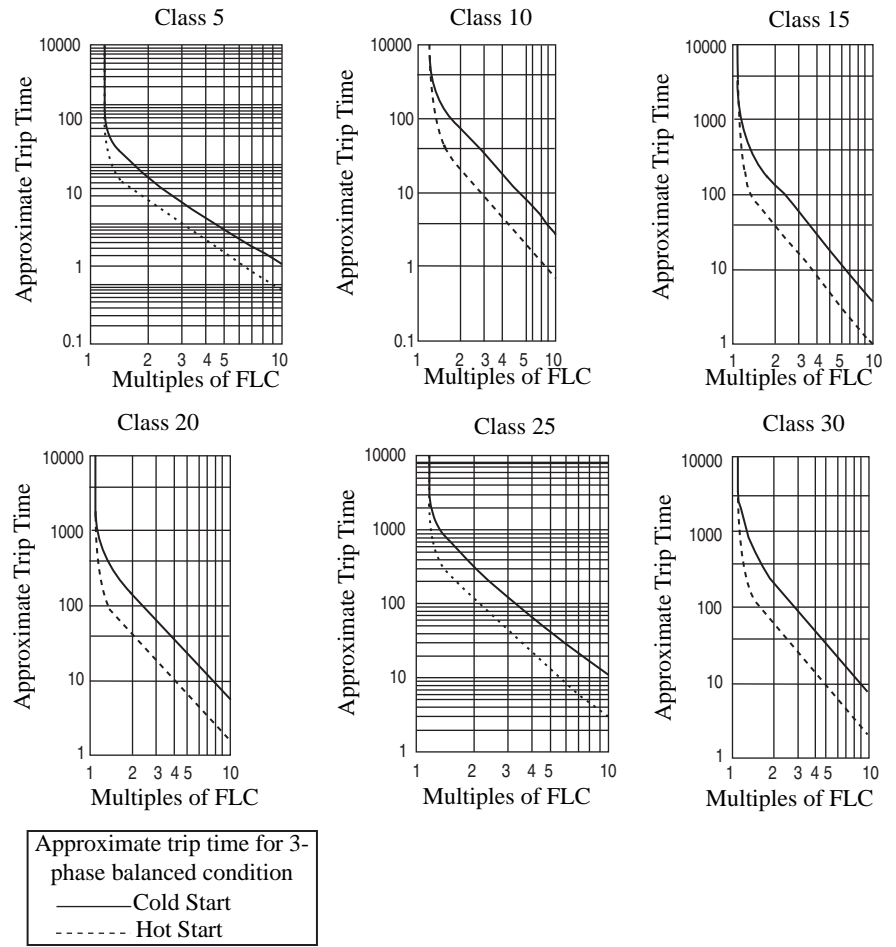 Class 5
Approximate Trip Time
10000
100
10
1
0.1
1 2 3 4 5 10
Multiples of FLC
Class 10
Approximate Trip Time
10000
1000
100
10
1
0.1
1 2 3 4 5 10
Multiples of FLC
Class 15
Approximate Trip Time
10000
1000
100
10
1
1 2 3 4 5 10
Multiples of FLC
Class 20
Approximate Trip Time
10000
1000
100
10
1
1 2 3 4 5 10
Multiples of FLC
Class 25
Approximate Trip Time
10000
1000
100
10
1
1 2 3 4 5 10
Multiples of FLC
Class 30
Approximate Trip Time
10000
1000
100
10
1
1 2 3 4 5 10
Multiples of FLC
Approximate trip time for 3-
phase balanced condition
Cold Start
Hot Start